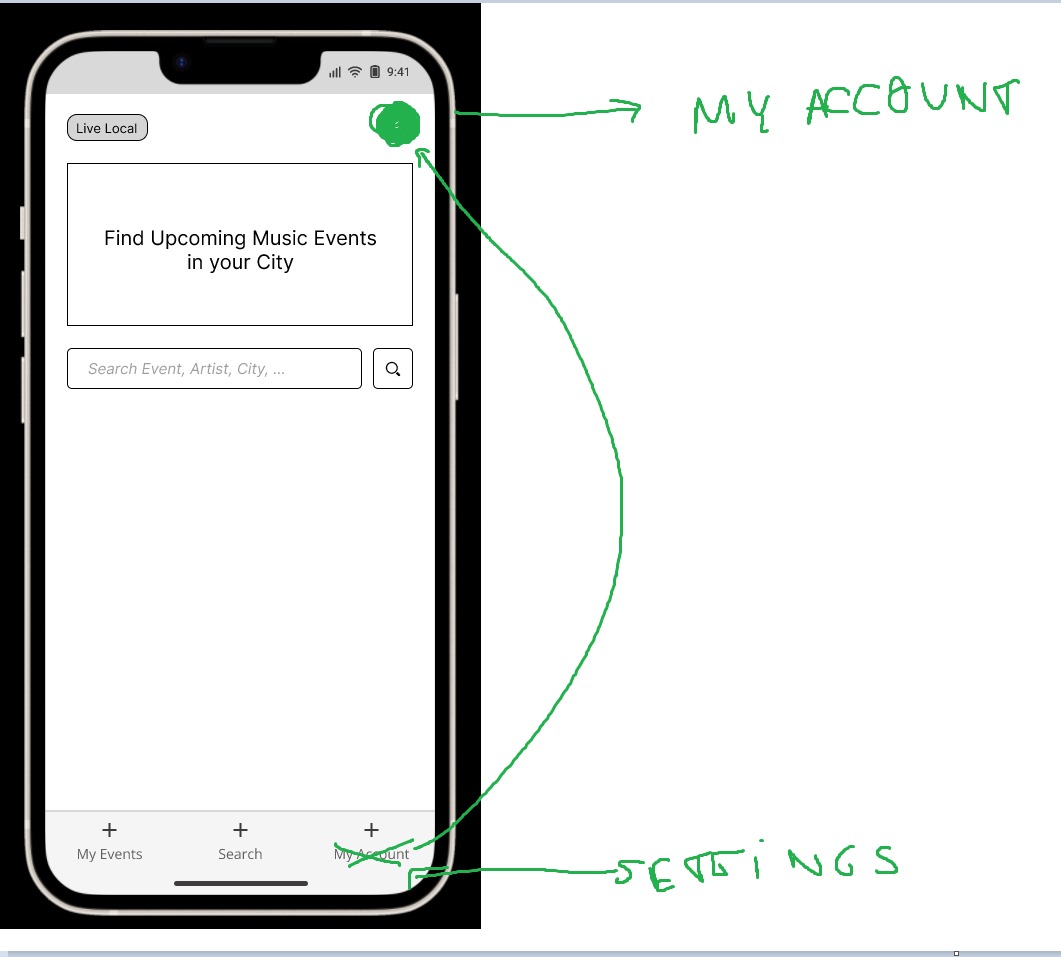 9:41
Live Local
MY ACCOUNT
Find Upcoming Music Events
in your City
Search Event, Artist, City, ...
My Events
Search
My Account
SETTINGS